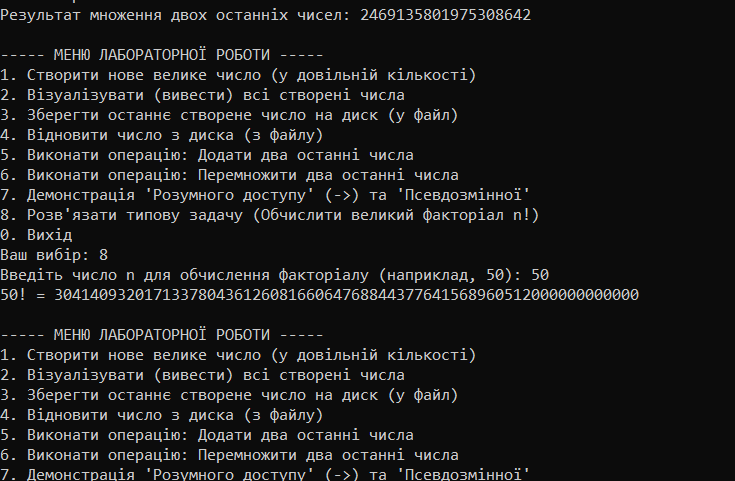 Результат множення двох останніх чисел: 2469135801975308642
----- МЕНЮ ЛАБОРАТОРНОЇ РОБОТИ -----
1. Створити нове велике число (у довільній кількості)
2. Візуалізувати (вивести) всі створені числа
3. Зберегти останнє створене число на диск (у файл)
4. Відновити число з диска (з файлу)
5. Виконати операцію: Додати два останні числа
6. Виконати операцію: Перемножити два останні числа
7. Демонстрація 'Розумного доступу' (->) та 'Псевдозмінної'
8. Розв'язати типову задачу (Обчислити великий факторіал n!)
0. Вихід
Ваш вибір: 8
Введіть число n для обчислення факторіалу (наприклад, 50): 50
50! = 30414093201713378043612608166064768844377641568960512000000000000
----- МЕНЮ ЛАБОРАТОРНОЇ РОБОТИ -----
1. Створити нове велике число (у довільній кількості)
2. Візуалізувати (вивести) всі створені числа
3. Зберегти останнє створене число на диск (у файл)
4. Відновити число з диска (з файлу)
5. Виконати операцію: Додати два останні числа
6. Виконати операцію: Перемножити два останні числа
7. Демонстрація 'Розумного доступу' (->) та 'Псевдозмінної'